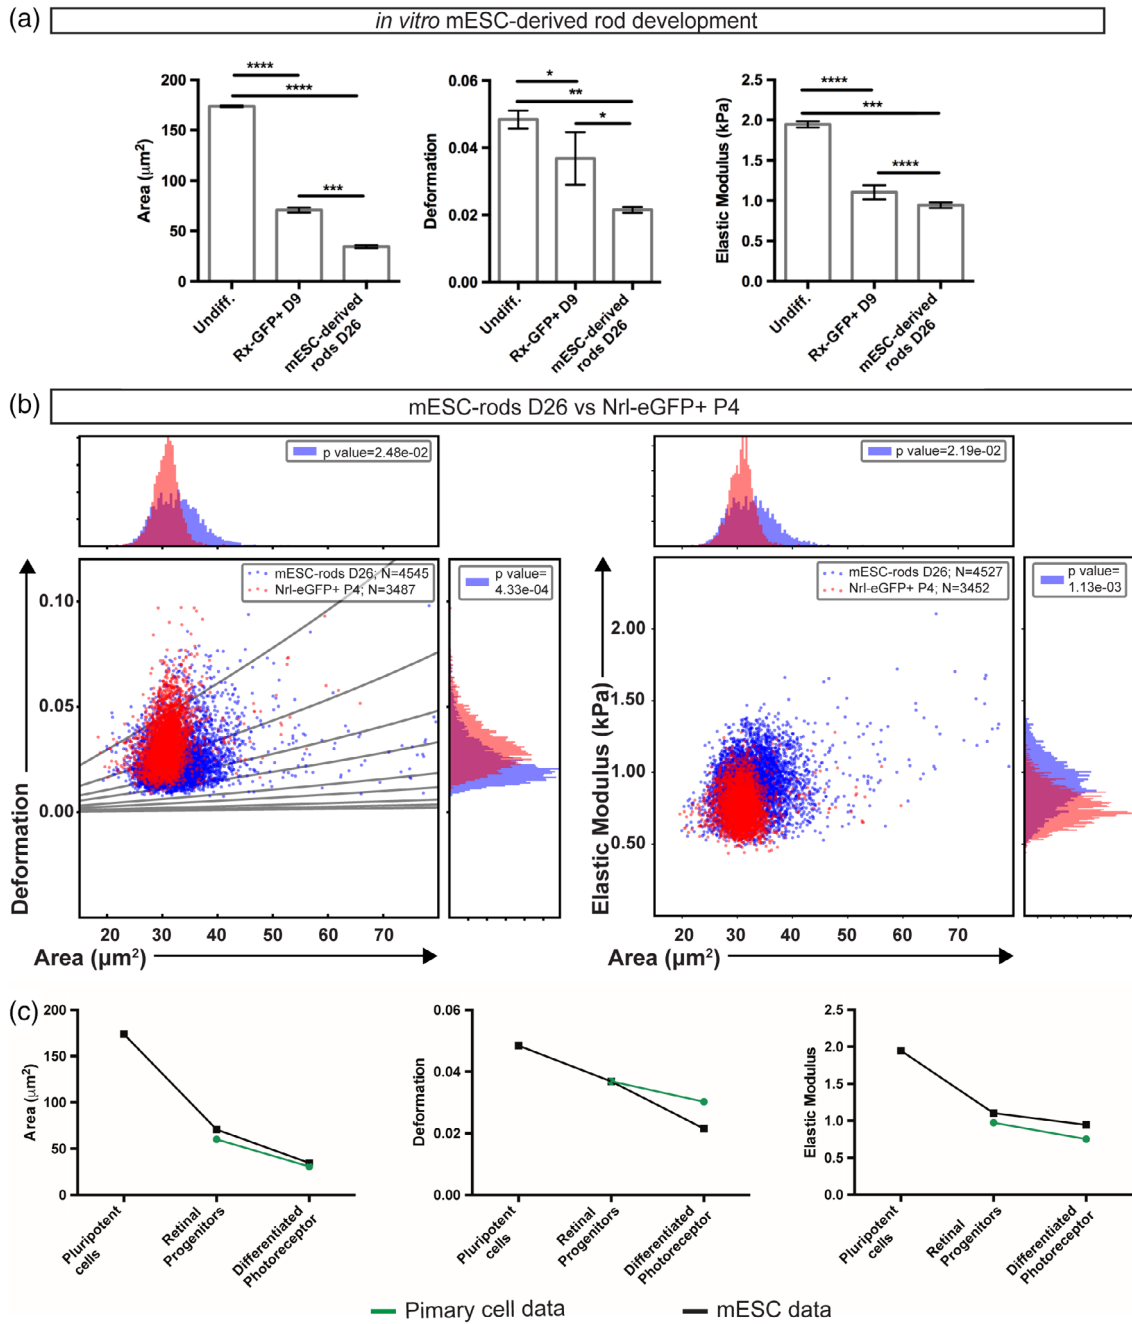 (a)
in vitro mESC-derived rod development
200
150
100
50
0
Area (µm²)
****
****
***
Undiff.
Rx-GFP+ D9
mESC-derived
rods D26
0.06
0.04
0.02
0.00
Deformation
*
**
*
Undiff.
Rx-GFP+ D9
mESC-derived
rods D26
2.5
2.0
1.5
1.0
0.5
0.0
Elastic Modulus (kPa)
****
***
****
Undiff.
Rx-GFP+ D9
mESC-derived
rods D26
(b)
mESC-rods D26 vs Nrl-eGFP+ P4
p value=2.48e-02
mESC-rods D26; N=4545
Nrl-eGFP+ P4; N=3487
p value=
4.33e-04
0.10
0.05
0.00
Deformation
20 30 40 50 60 70
Area (µm²)
p value=2.19e-02
mESC-rods D26; N=4527
Nrl-eGFP+ P4; N=3452
p value=
1.13e-03
2.00
1.50
1.00
0.50
Elastic Modulus (kPa)
20 30 40 50 60 70
Area (µm²)
(c)
200
150
100
50
0
Area (µm²)
Pluripotent
cells
Retinal
Progenitors
Differentiated
Photoreceptor
0.06
0.04
0.02
0.00
Deformation
Pluripotent
cells
Retinal
Progenitors
Differentiated
Photoreceptor
2.5
2.0
1.5
1.0
0.5
0.0
Elastic Modulus
Pluripotent
cells
Retinal
Progenitors
Differentiated
Photoreceptor
Pimary cell data
mESC data